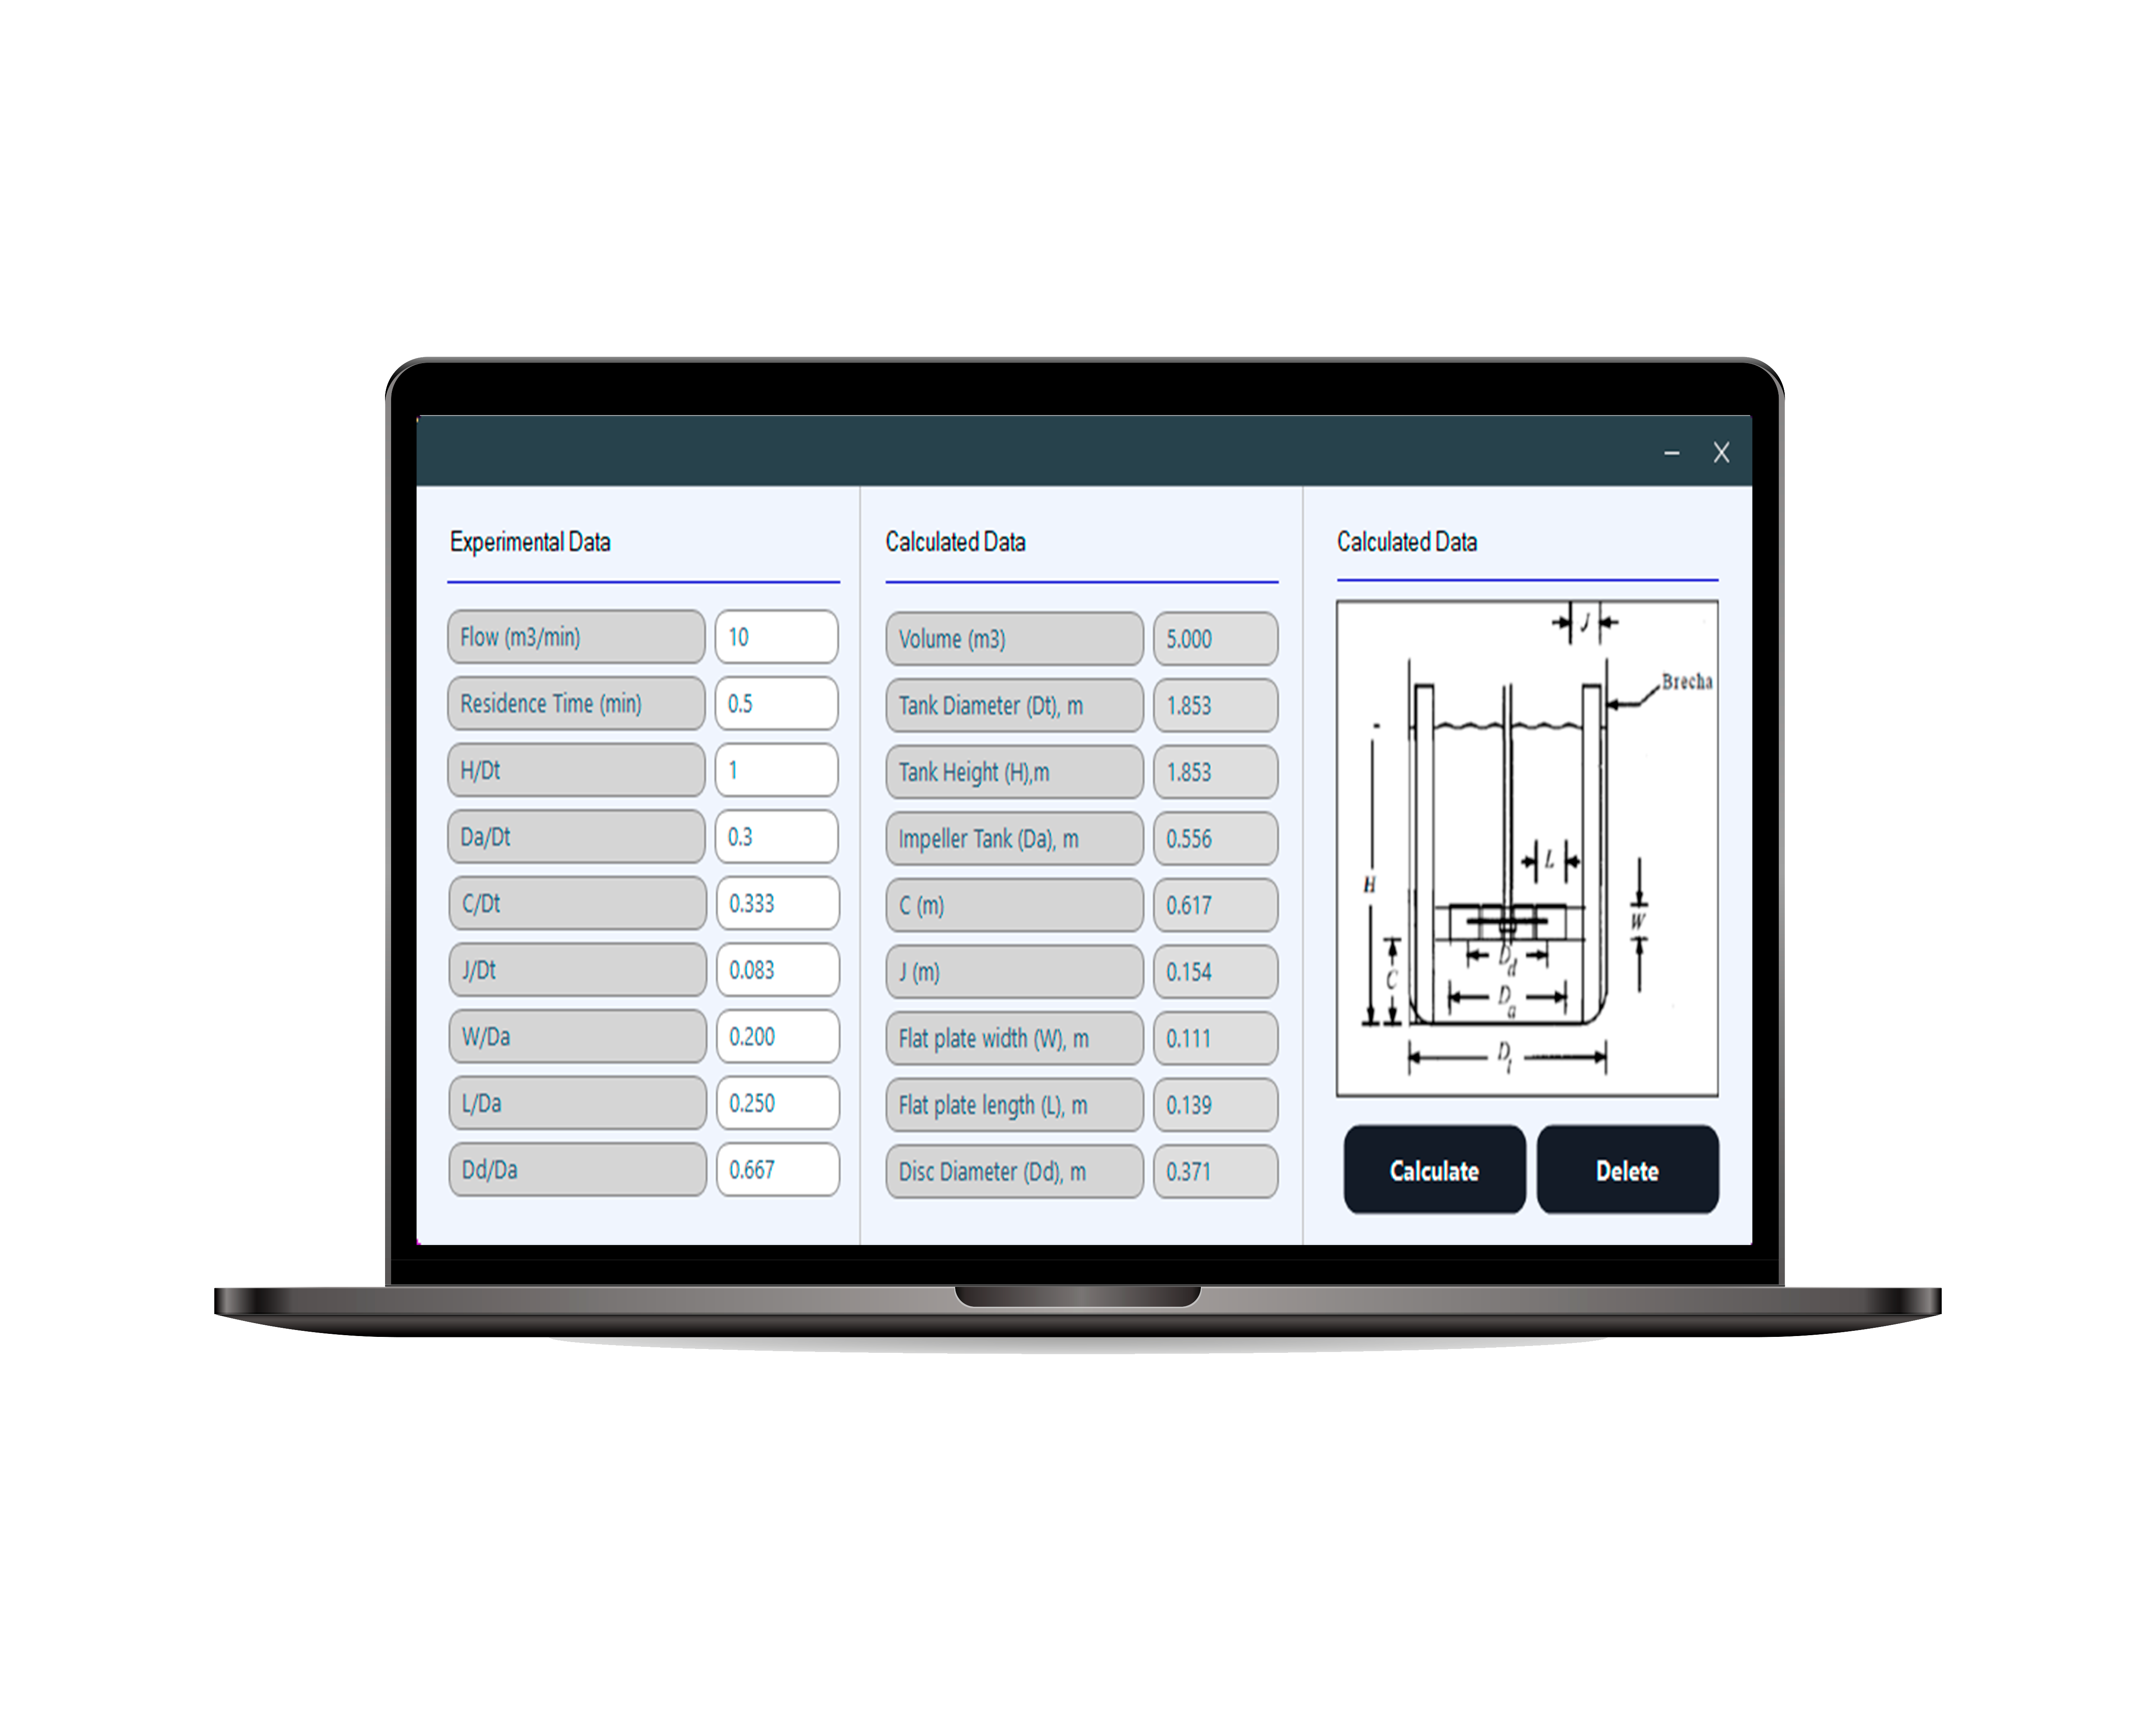 – X
Experimental Data
Flow (m3/min) 10
Residence Time (min) 0.5
H/Dt 1
Da/Dt 0.3
C/Dt 0.333
J/Dt 0.083
W/Da 0.200
L/Da 0.250
Dd/Da 0.667
Calculated Data
Volume (m3) 5.000
Tank Diameter (Dt), m 1.853
Tank Height (H),m 1.853
Impeller Tank (Da), m 0.556
C (m) 0.617
J (m) 0.154
Flat plate width (W), m 0.111
Flat plate length (L), m 0.139
Disc Diameter (Dd), m 0.371
Calculated Data
J
Brecha
L
H
W
Dd
C
Da
Dt
Calculate Delete